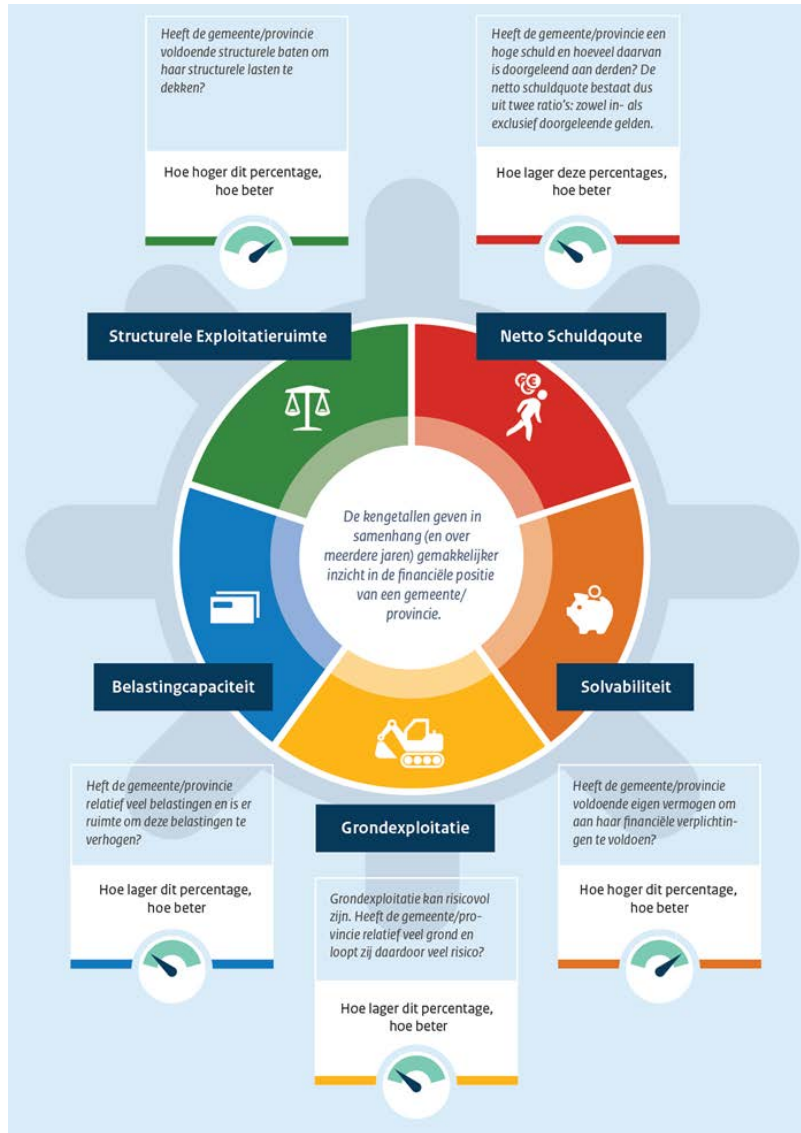 Heeft de gemeente/provincie
voldoende structurele baten om
haar structurele lasten te
dekken?
Hoe hoger dit percentage,
hoe beter
Heeft de gemeente/provincie een
hoge schuld en hoeveel daarvan
is doorgeleend aan derden? De
netto schuldquote bestaat dus
uit twee ratio's: zowel in- als
exclusief doorgeleende gelden.
Hoe lager deze percentages,
hoe beter
Structurele Exploitatieruimte
Netto Schuldqoute
De kengetallen geven in
samenhang (en over
meerdere jaren) gemakkelijker
inzicht in de financiële positie
van een gemeente/
provincie.
Belastingcapaciteit
Solvabiliteit
Grondexploitatie
Heft de gemeente/provincie
relatief veel belastingen en is er
ruimte om deze belastingen te
verhogen?
Hoe lager dit percentage,
hoe beter
Grondexploitatie kan risicovol
zijn. Heeft de gemeente/pro-
vincie relatief veel grond en
loopt zij daardoor veel risico?
Hoe lager dit percentage,
hoe beter
Heeft de gemeente/provincie
voldoende eigen vermogen om
aan haar financiële verplichtin-
gen te voldoen?
Hoe hoger dit percentage,
hoe beter